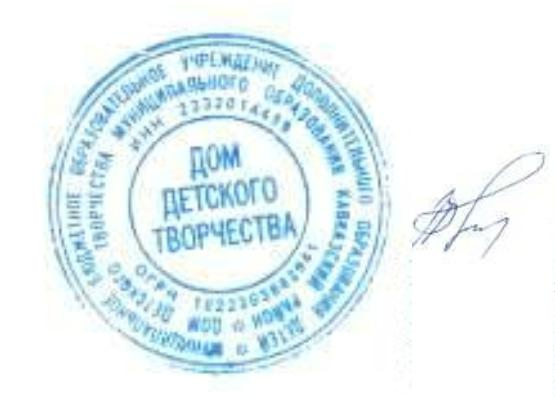 МУНИЦИПАЛЬНОЕ БЮДЖЕТНОЕ ОБРАЗОВАТЕЛЬНОЕ УЧРЕЖДЕНИЕ ДОПОЛНИТЕЛЬНОГО ОБРАЗОВАНИЯ ДЕТЕЙ
ДОМ ДЕТСКОГО ТВОРЧЕСТВА МУНИЦИПАЛЬНОГО ОБРАЗОВАНИЯ КАВКАЗСКИЙ РАЙОН
ИНН
ОГРН
ДОМ
ДЕТСКОГО
ТВОРЧЕСТВА